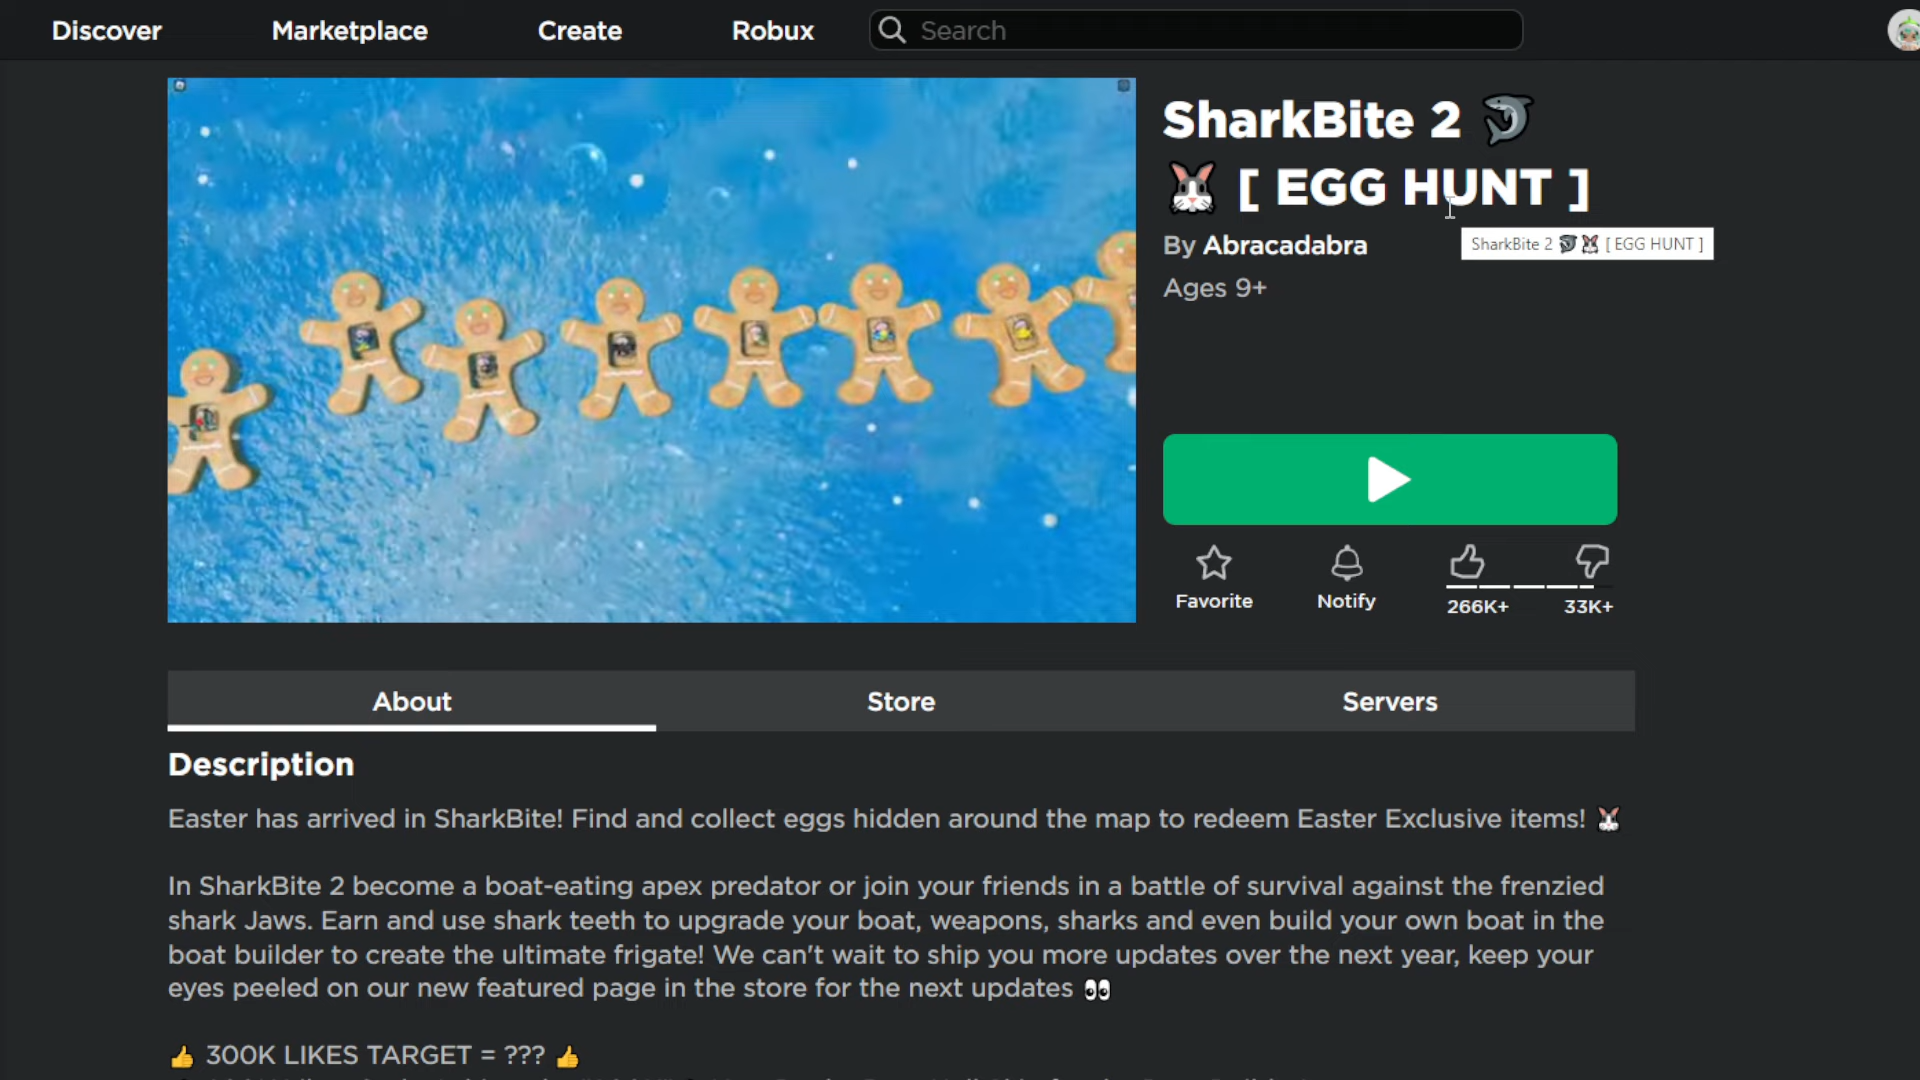 Discover Marketplace Create Robux Search
SharkBite 2 🦈
🐰 [ EGG HUNT ]
By Abracadabra
SharkBite 2 🦈🐰 [ EGG HUNT ]
Ages 9+
Favorite Notify 266K+ 33K+
About Store Servers
Description
Easter has arrived in SharkBite! Find and collect eggs hidden around the map to redeem Easter Exclusive items! 🐰
In SharkBite 2 become a boat-eating apex predator or join your friends in a battle of survival against the frenzied
shark Jaws. Earn and use shark teeth to upgrade your boat, weapons, sharks and even build your own boat in the
boat builder to create the ultimate frigate! We can't wait to ship you more updates over the next year, keep your
eyes peeled on our new featured page in the store for the next updates 👀
👍 300K LIKES TARGET = ??? 👍